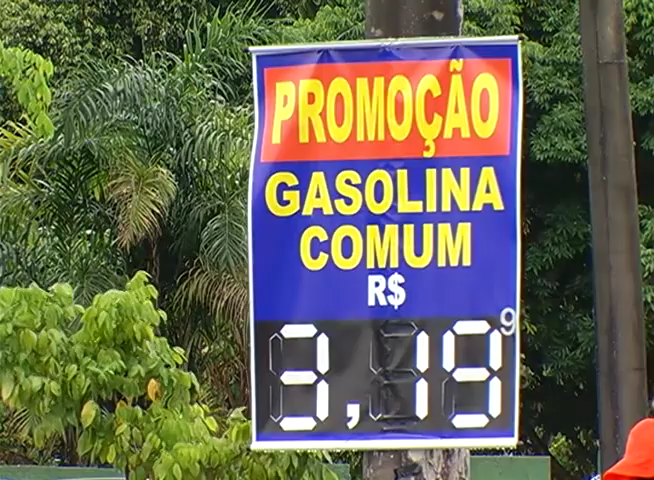 PROMOÇÃO
GASOLINA
COMUM
R$
3,199